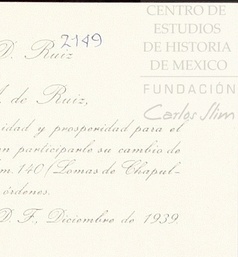 CENTRO DE
ESTUDIOS
DE HISTORIA
DE MEXICO
FUNDACIÓN
Carlos Slim
D. Ruiz
2149
de Ruiz,
idad y prosperidad para el
participarle su cambio de
m. 140 (Lomas de Chapul-
órdenes.
D. F., Diciembre de 1939.